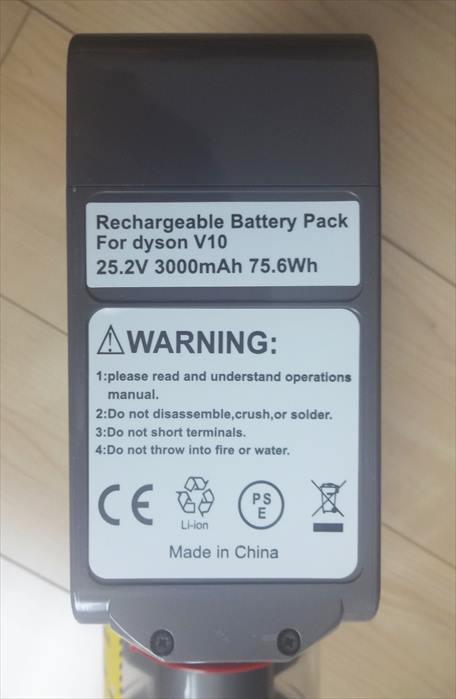 Rechargeable Battery Pack
For dyson V10
25.2V 3000mAh 75.6Wh
⚠WARNING:
1:please read and understand operations
manual.
2:Do not disassemble,crush,or solder.
3:Do not short terminals.
4:Do not throw into fire or water.
CE
Li-ion
PS
E
Made in China